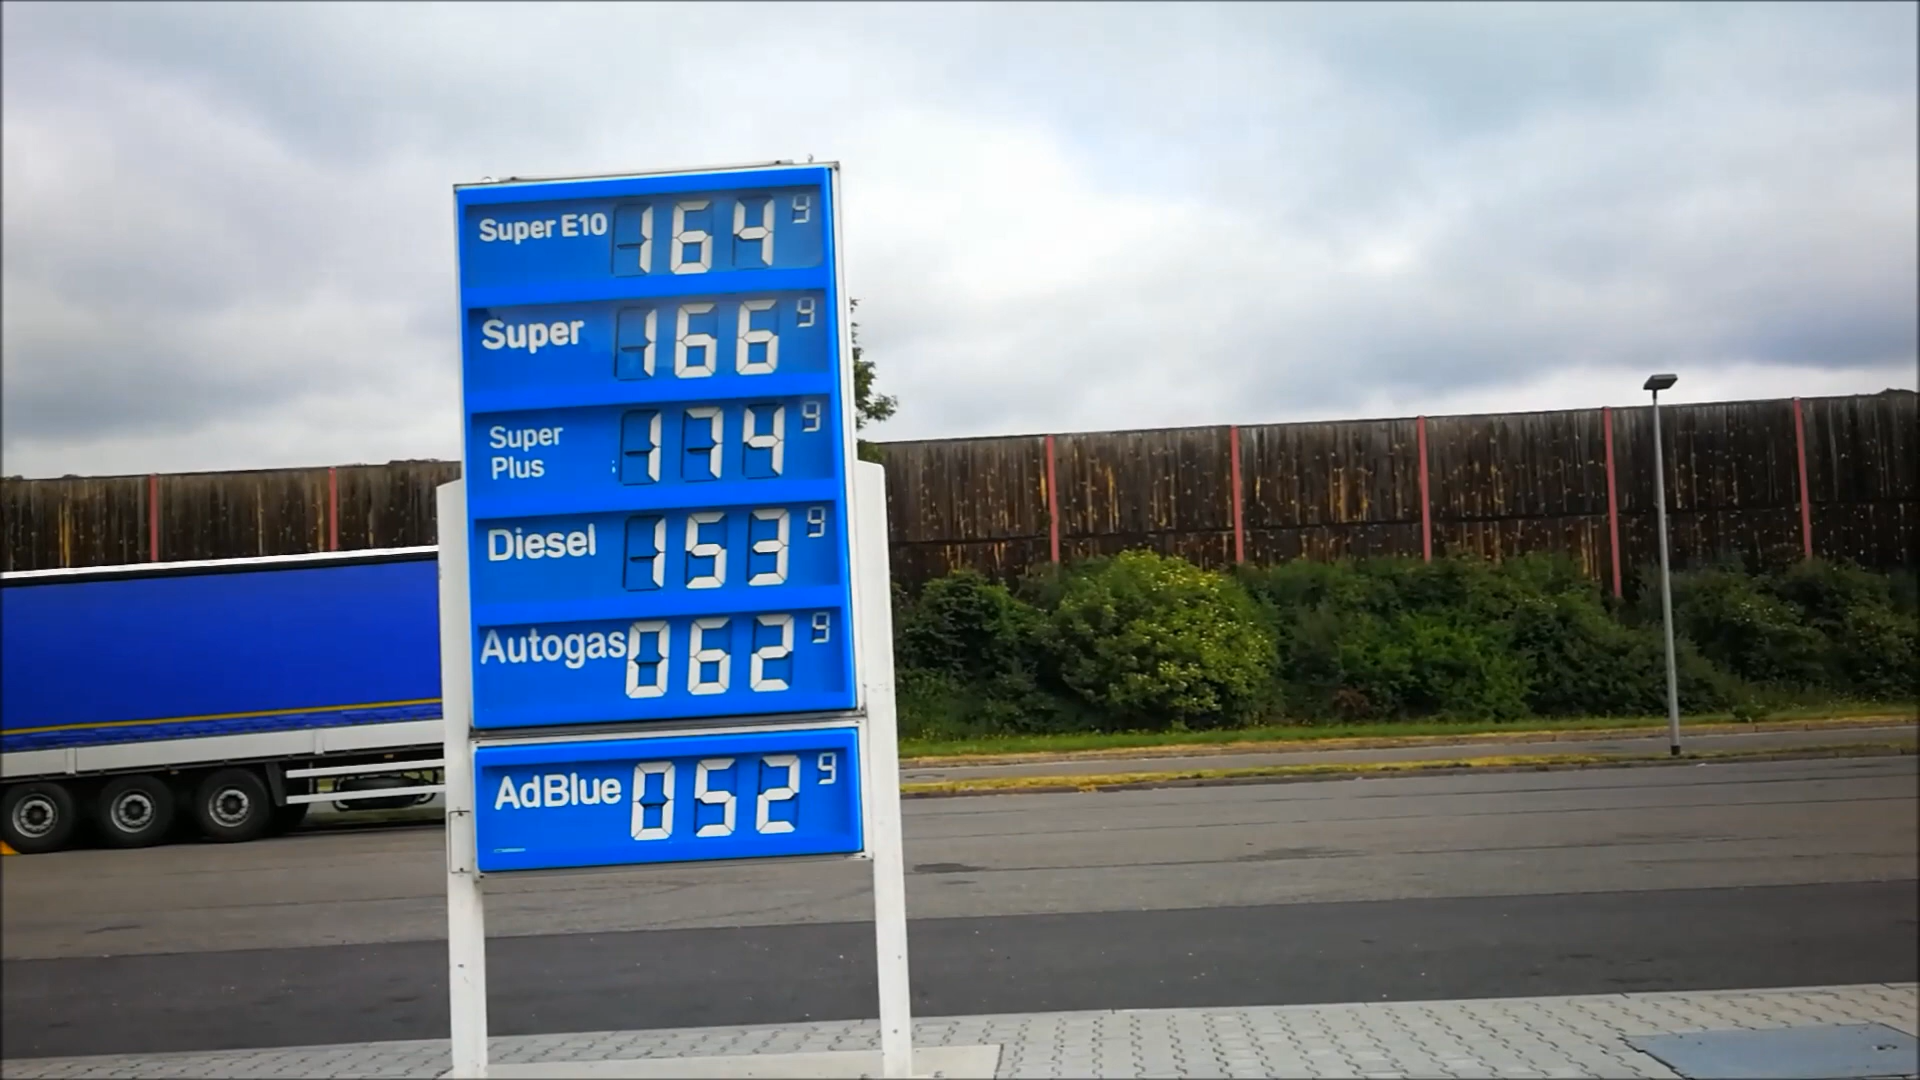 Super E10 164 9
Super 166 9
Super
Plus 174 9
Diesel 153 9
Autogas 062 9
AdBlue 052 9